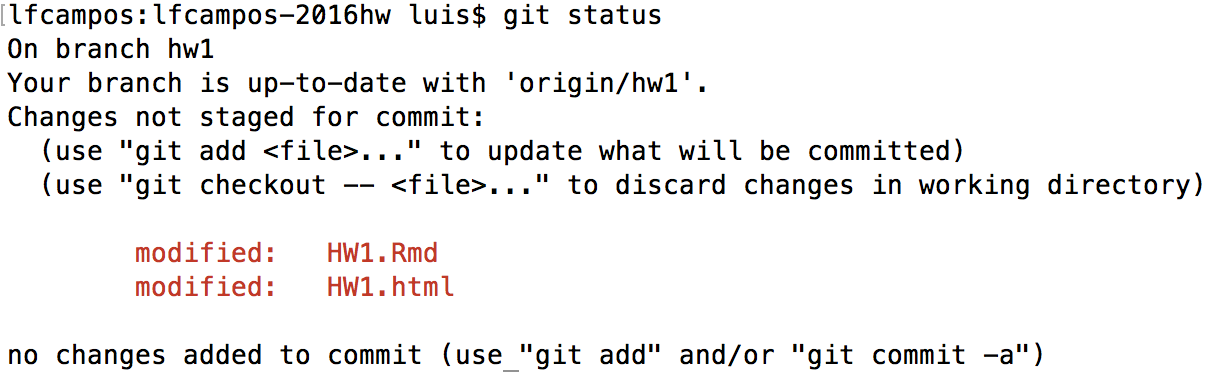 [lfcampos:lfcampos-2016hw luis$ git status
On branch hw1
Your branch is up-to-date with 'origin/hw1'.
Changes not staged for commit:
  (use "git add <file>..." to update what will be committed)
  (use "git checkout -- <file>..." to discard changes in working directory)

        modified:   HW1.Rmd
        modified:   HW1.html

no changes added to commit (use "git add" and/or "git commit -a")